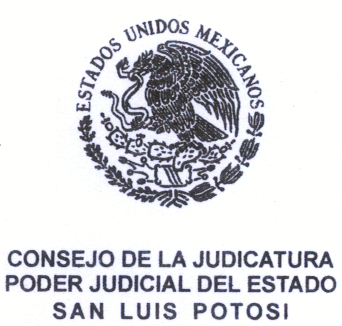 ESTADOS UNIDOS MEXICANOS
CONSEJO DE LA JUDICATURA
PODER JUDICIAL DEL ESTADO
SAN LUIS POTOSI